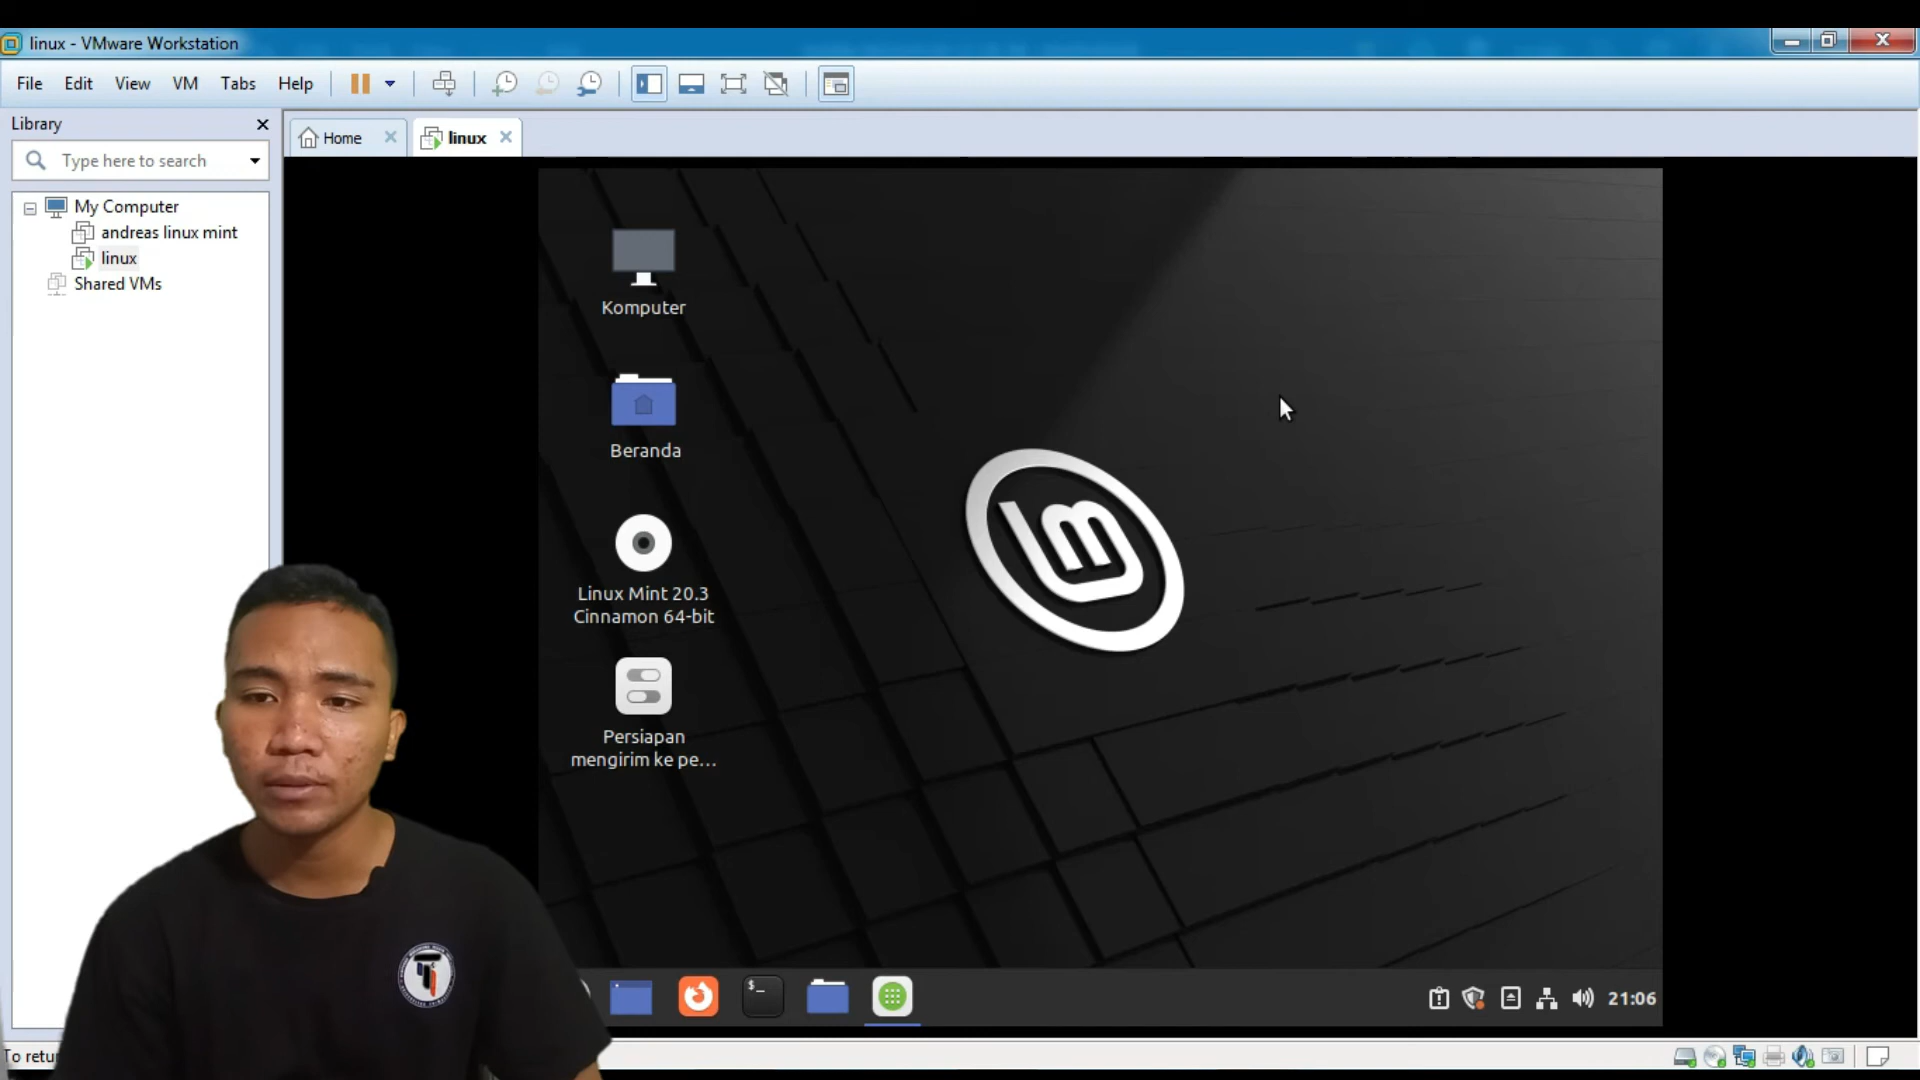 linux - VMware Workstation
File Edit View VM Tabs Help
Library
Type here to search
My Computer
andreas linux mint
linux
Shared VMs
Home
linux
Komputer
Beranda
Linux Mint 20.3
Cinnamon 64-bit
Persiapan
mengirim ke pe...
$_
21:06
To retu